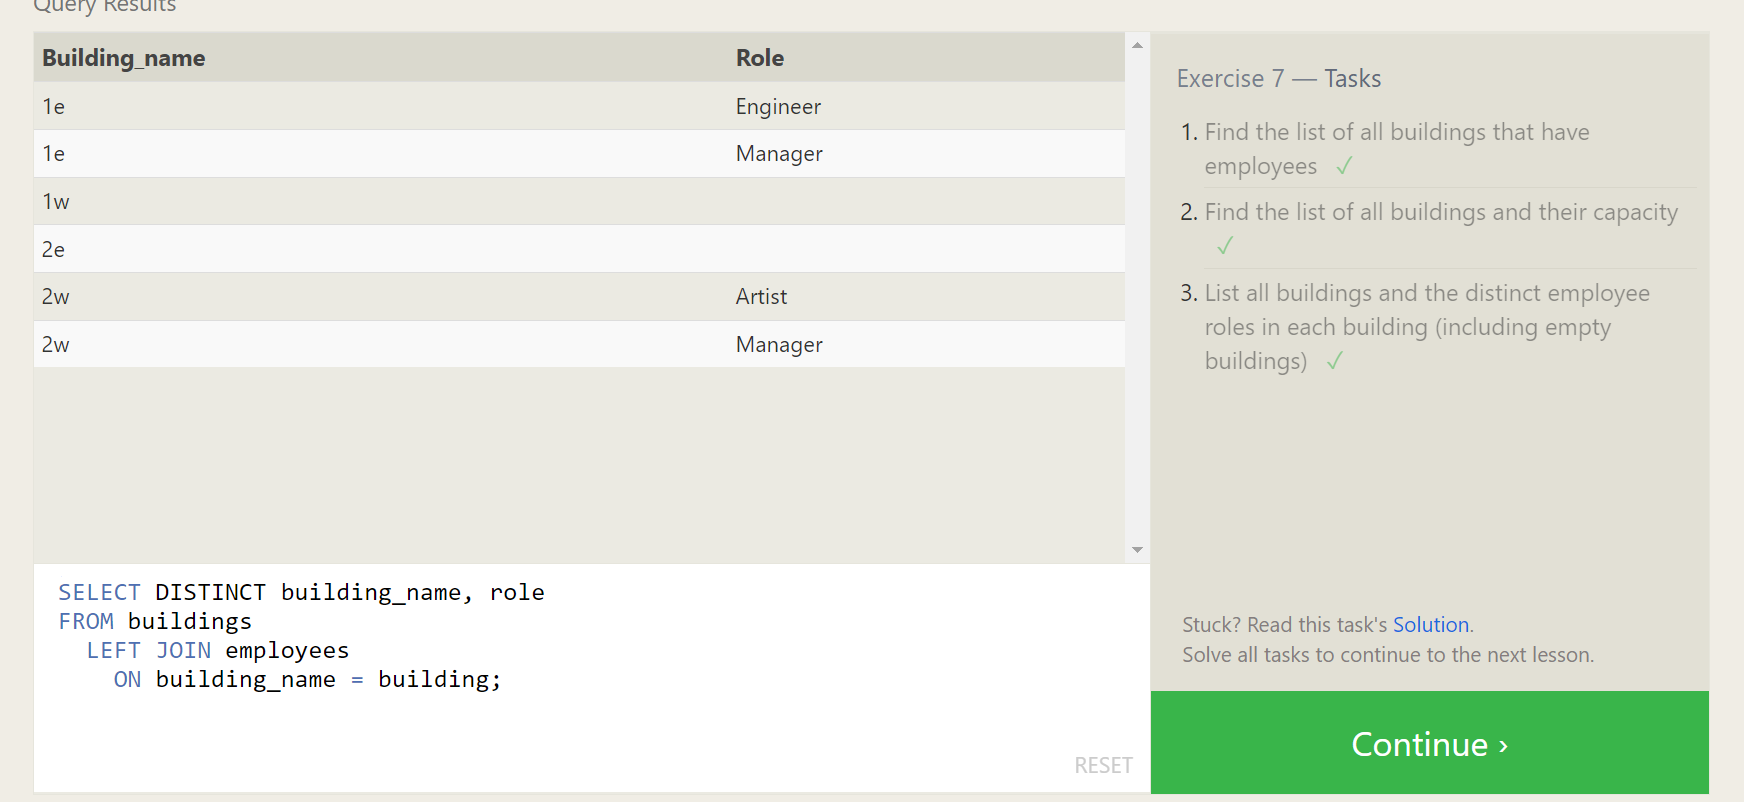 Query Results
Building_name Role
1e Engineer
1e Manager
1w
2e
2w Artist
2w Manager
SELECT DISTINCT building_name, role
FROM buildings
LEFT JOIN employees
ON building_name = building;
RESET
Exercise 7 — Tasks
1. Find the list of all buildings that have
employees ✓
2. Find the list of all buildings and their capacity
✓
3. List all buildings and the distinct employee
roles in each building (including empty
buildings) ✓
Stuck? Read this task's Solution.
Solve all tasks to continue to the next lesson.
Continue ›